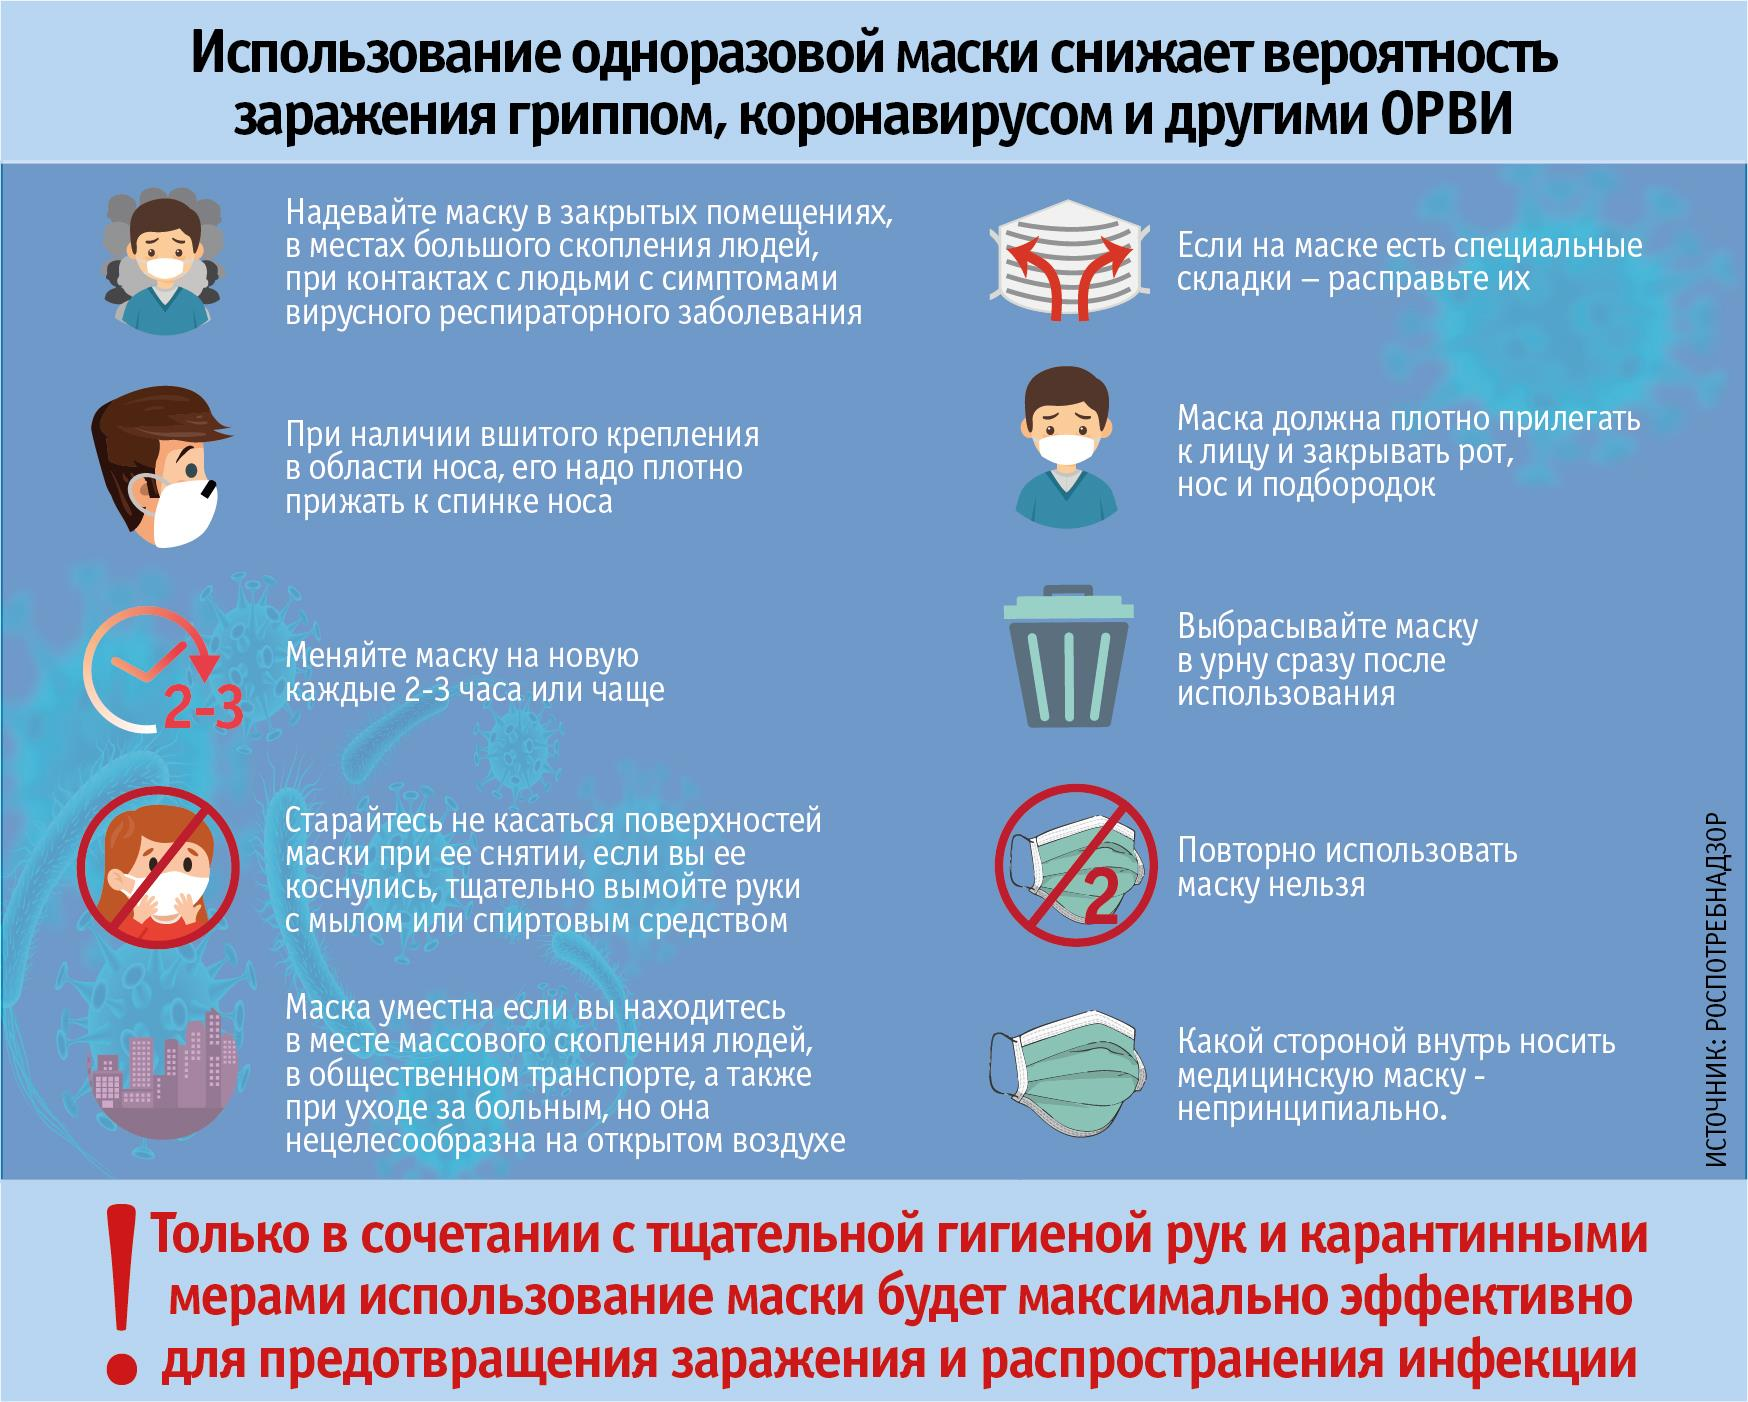 Использование одноразовой маски снижает вероятность
заражения гриппом, коронавирусом и другими ОРВИ
Надевайте маску в закрытых помещениях,
в местах большого скопления людей,
при контактах с людьми с симптомами
вирусного респираторного заболевания
При наличии вшитого крепления
в области носа, его надо плотно
прижать к спинке носа
2-3
Меняйте маску на новую
каждые 2-3 часа или чаще
Старайтесь не касаться поверхностей
маски при ее снятии, если вы ее
коснулись, тщательно вымойте руки
с мылом или спиртовым средством
Маска уместна если вы находитесь
в месте массового скопления людей,
в общественном транспорте, а также
при уходе за больным, но она
нецелесообразна на открытом воздухе
Если на маске есть специальные
складки – расправьте их
Маска должна плотно прилегать
к лицу и закрывать рот,
нос и подбородок
Выбрасывайте маску
в урну сразу после
использования
2
Повторно использовать
маску нельзя
Какой стороной внутрь носить
медицинскую маску -
непринципиально.
ИСТОЧНИК: РОСПОТРЕБНАДЗОР
! Только в сочетании с тщательной гигиеной рук и карантинными
мерами использование маски будет максимально эффективно
для предотвращения заражения и распространения инфекции